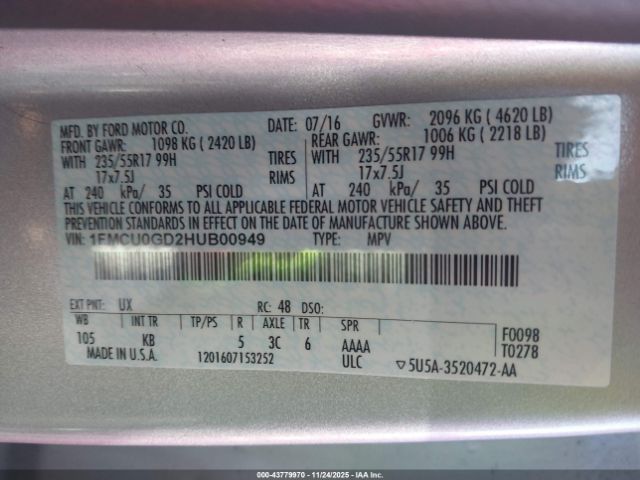 MFD. BY FORD MOTOR CO. DATE: 07/16 GVWR: 2096 KG ( 4620 LB)
FRONT GAWR: 1098 KG ( 2420 LB) REAR GAWR: 1006 KG ( 2218 LB)
WITH 235/55R17 99H TIRES WITH 235/55R17 99H TIRES
17x7.5J RIMS 17x7.5J RIMS
AT 240 kPa/ 35 PSI COLD AT 240 kPa/ 35 PSI COLD
THIS VEHICLE CONFORMS TO ALL APPLICABLE FEDERAL MOTOR VEHICLE SAFETY AND THEFT
PREVENTION STANDARDS IN EFFECT ON THE DATE OF MANUFACTURE SHOWN ABOVE.
VIN: 1FMCU0GD2HUB00949 TYPE: MPV
EXT PNT: UX RC: 48 DSO:
WB INT TR TP/PS R AXLE TR SPR
105 KB 5 3C 6 AAAA F0098
MADE IN U.S.A. 1201607153252 ULC T0278
▽5U5A-3520472-AA
000-43779970 - 11/24/2025 - IAA Inc.